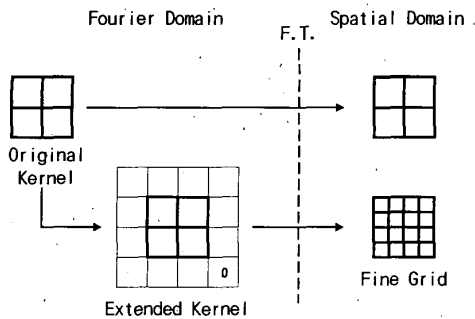 Fourier Domain
F.T.
Spatial Domain
Original
Kernel
0
Extended Kernel
Fine Grid